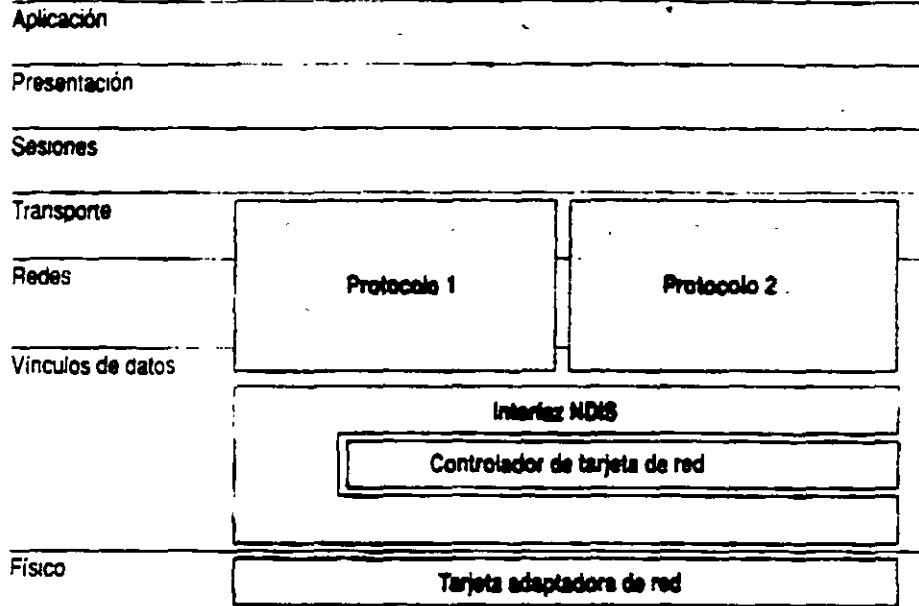 Aplicación
Presentación
Sesiones
Transporte
Redes
Protocolo 1
Protocolo 2
Vínculos de datos
Interfaz NDIS
Controlador de tarjeta de red
Físico
Tarjeta adaptadora de red